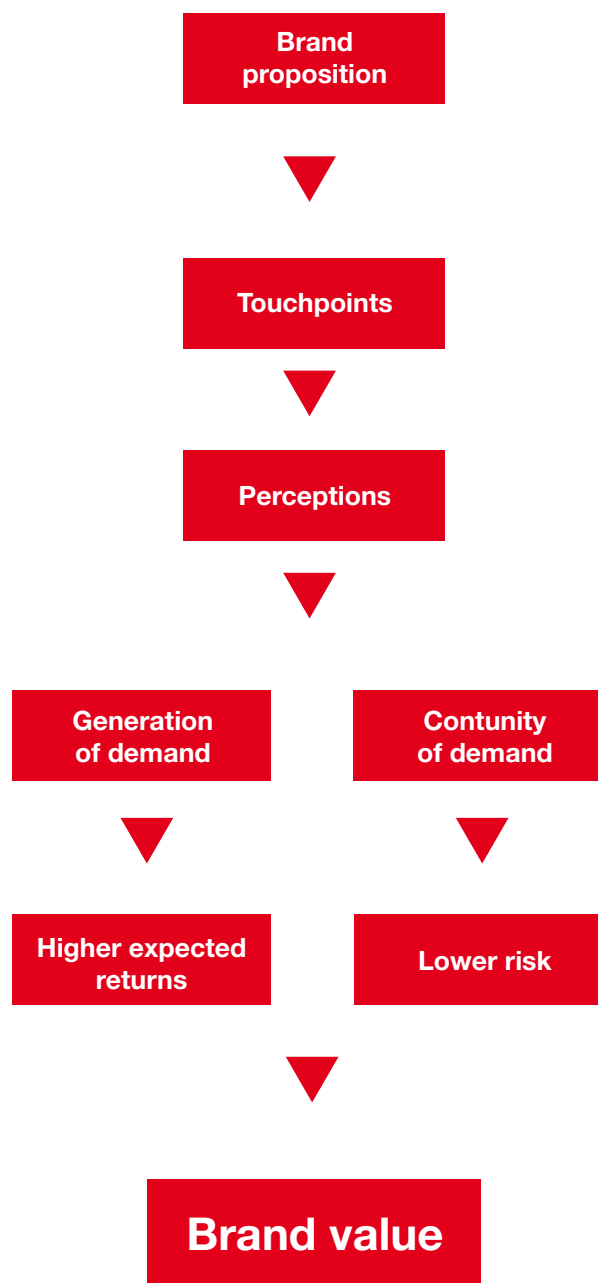 Brand
proposition
Touchpoints
Perceptions
Generation
of demand
Contunity
of demand
Higher expected
returns
Lower risk
Brand value